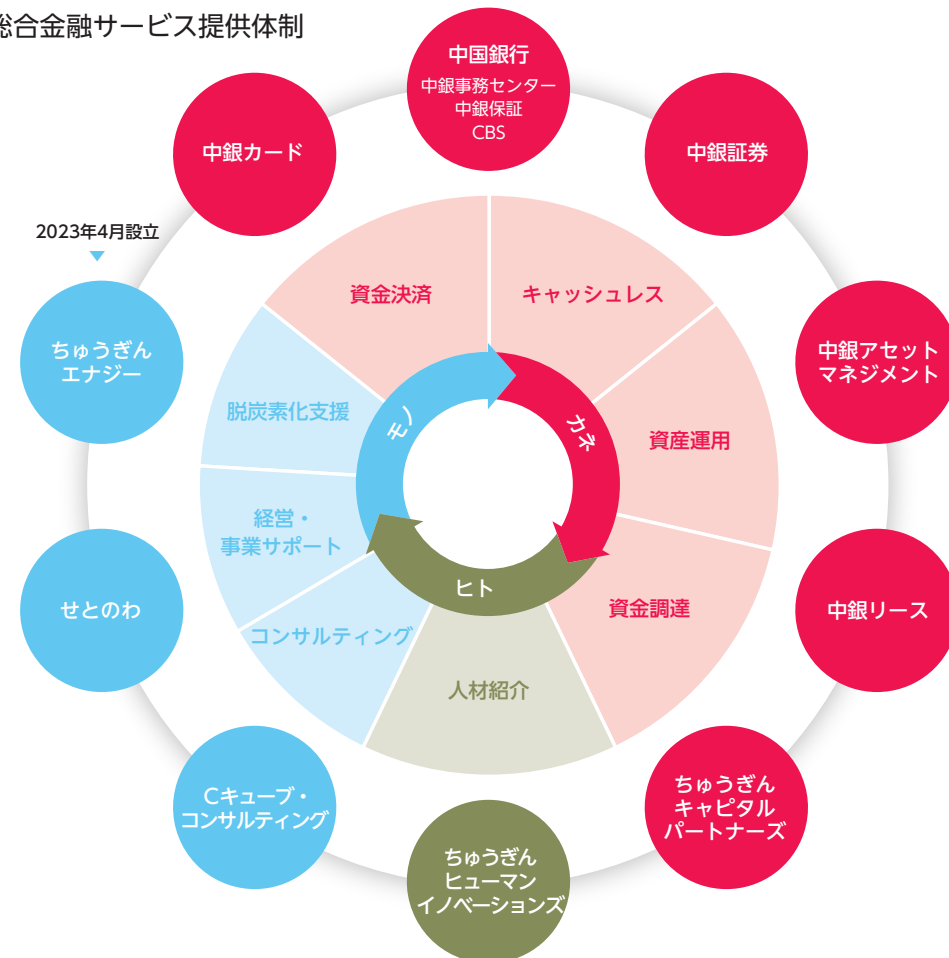 総合金融サービス提供体制
中国銀行
中銀事務センター
中銀保証
CBS
中銀カード
中銀証券
2023年4月設立
ちゅうぎん
エナジー
中銀アセット
マネジメント
資金決済
キャッシュレス
脱炭素化支援
資産運用
モノ
カネ
ヒト
経営・
事業サポート
コンサルティング
資金調達
人材紹介
せとのわ
中銀リース
Cキューブ・
コンサルティング
ちゅうぎん
キャピタル
パートナーズ
ちゅうぎん
ヒューマン
イノベーションズ